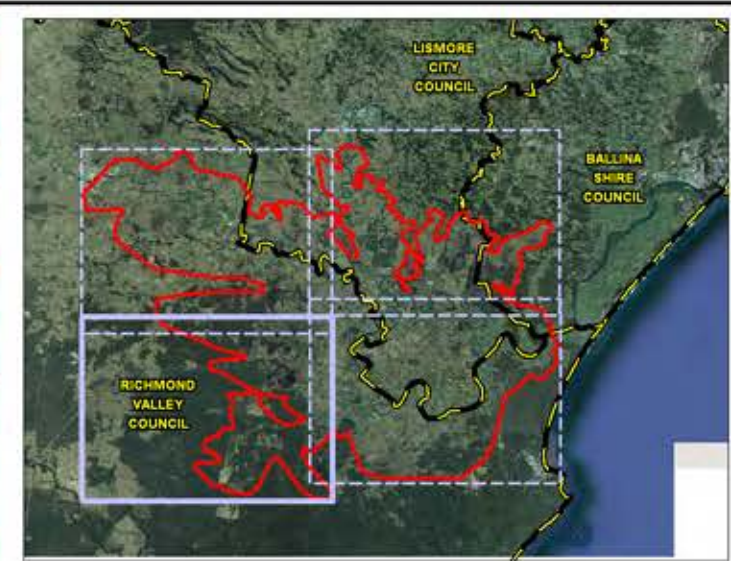 LISMORE
CITY
COUNCIL
BALLINA
SHIRE
COUNCIL
RICHMOND
VALLEY
COUNCIL